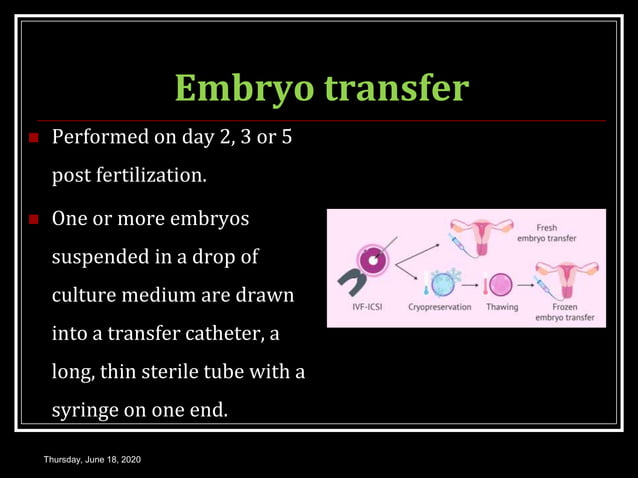 Embryo transfer
Performed on day 2, 3 or 5
post fertilization.
One or more embryos
suspended in a drop of
culture medium are drawn
into a transfer catheter, a
long, thin sterile tube with a
syringe on one end.
Fresh
embryo transfer
IVF-ICSI
Cryopreservation
Thawing
Frozen
embryo transfer
Thursday, June 18, 2020